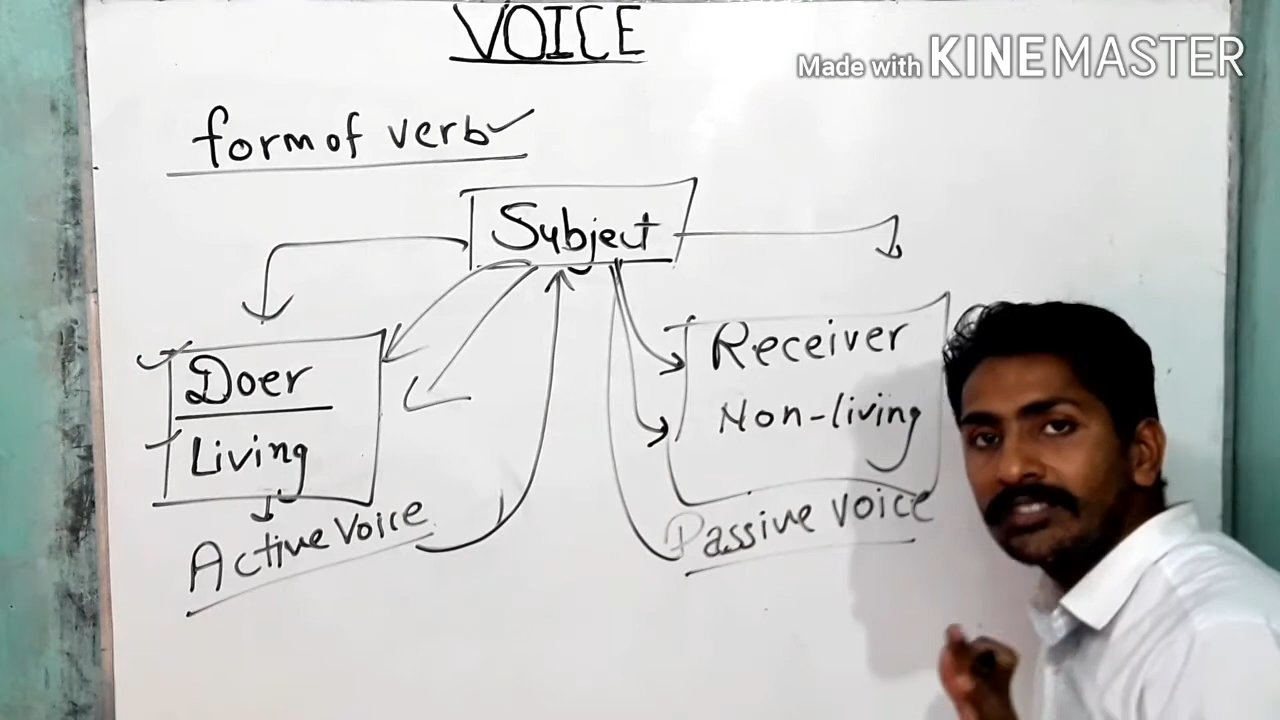 VOICE
Made with KINEMASTER
form of verb
Subject
Doer
Living
Active Voice
Receiver
Non-living
Passive voice